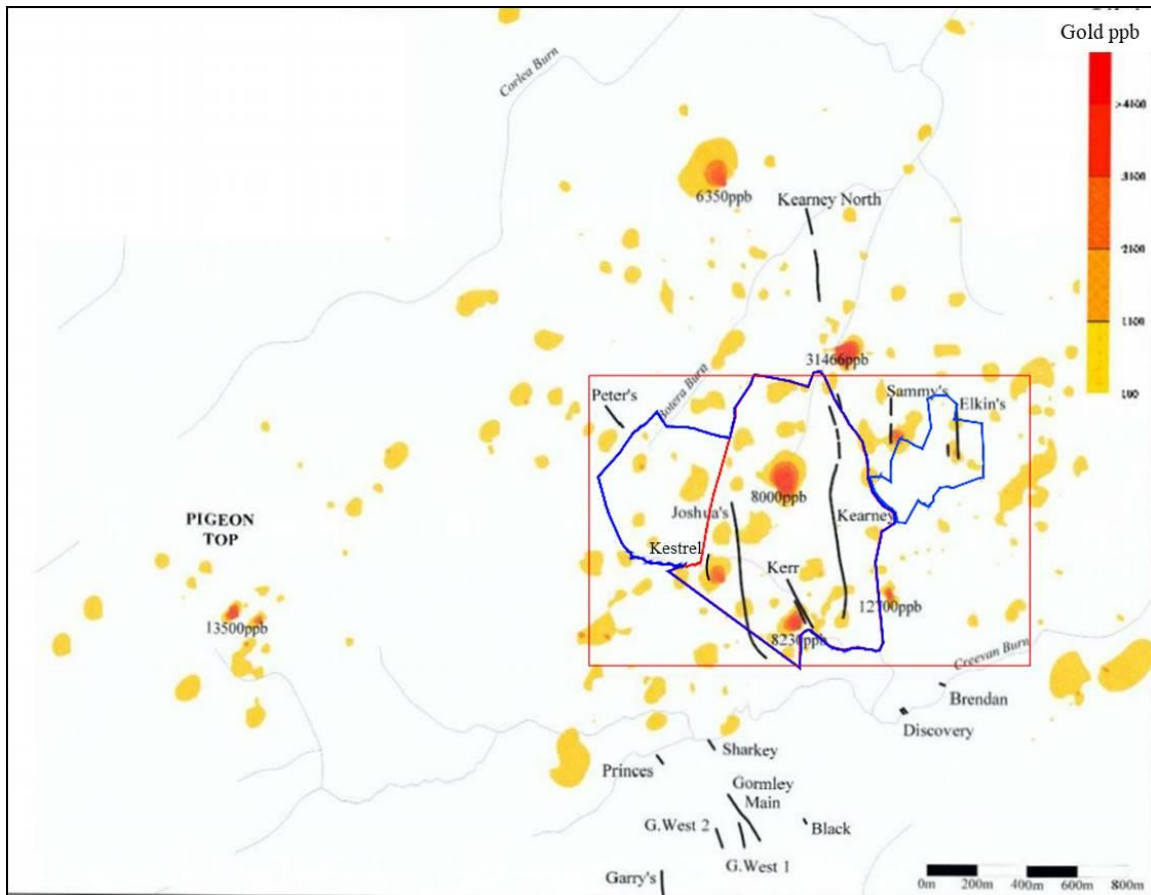 Gold ppb
Corlea Burn
>4100
3100
2100
1100
100
6350ppb
Kearney North
31466ppb
Botera Burn
Peter's
Sammy's
Elkin's
8000ppb
Joshua's
Kearney
PIGEON
TOP
Kestrel
Kerr
13500ppb
12700ppb
8230ppb
Creevan Burn
Brendan
Discovery
Sharkey
Princes
Gormley
Main
G.West 2
Black
G.West 1
Garry's
0m 200m 400m 600m 800m